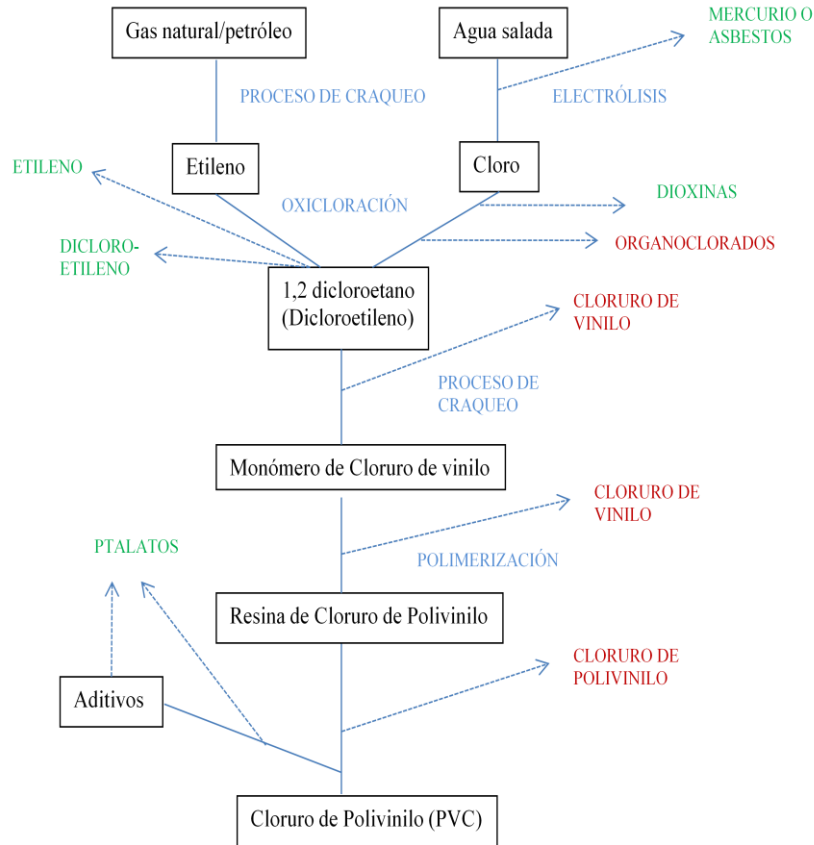 Gas natural/petróleo
Agua salada
MERCURIO O
ASBESTOS
PROCESO DE CRAQUEO
ELECTRÓLISIS
ETILENO
Etileno
Cloro
DIOXINAS
OXICLORACIÓN
DICLORO-
ETILENO
ORGANOCLORADOS
1,2 dicloroetano
(Dicloroetileno)
CLORURO DE
VINILO
PROCESO DE
CRAQUEO
Monómero de Cloruro de vinilo
CLORURO DE
VINILO
PTALATOS
POLIMERIZACIÓN
Resina de Cloruro de Polivinilo
CLORURO DE
POLIVINILO
Aditivos
Cloruro de Polivinilo (PVC)